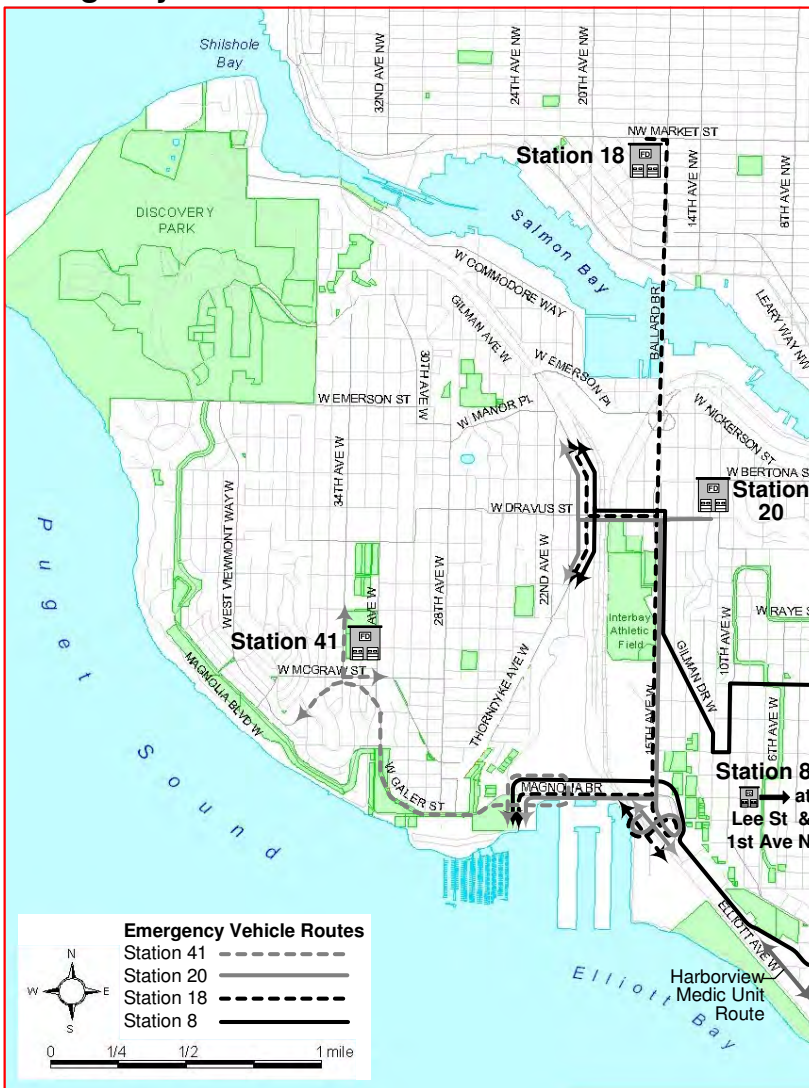 Shilshole
Bay
32ND AVE NW
24TH AVE NW
20TH AVE NW
NW MARKET ST
Station 18
FD
14TH AVE NW
8TH AVE NW
DISCOVERY
PARK
Salmon Bay
W COMMODORE WAY
GILMAN AVE W
BALLARD BR
LEARY WAY NW
30TH AVE W
W EMERSON PL
W EMERSON ST
W MANOR PL
W NICKERSON ST
W BERTONA S
FD
Station
20
34TH AVE W
W DRAVUS ST
WEST VIEWMONT WAY W
28TH AVE W
22ND AVE W
Interbay
Athletic
Field
W RAYE S
10TH AVE W
AVE W
Station 41
FD
W MCGRAW ST
MAGNOLIA BLVD W
THORNDYKE AVE W
GILMAN DR W
15TH AVE W
6TH AVE W
Puget Sound
W GALER ST
MAGNOLIA BR
Station 8
FD
at
Lee St &
1st Ave N
ELLIOTT AVE W
Harborview
Medic Unit
Route
Elliott Bay
Emergency Vehicle Routes
Station 41
Station 20
Station 18
Station 8
N
W E
S
0 1/4 1/2 1 mile